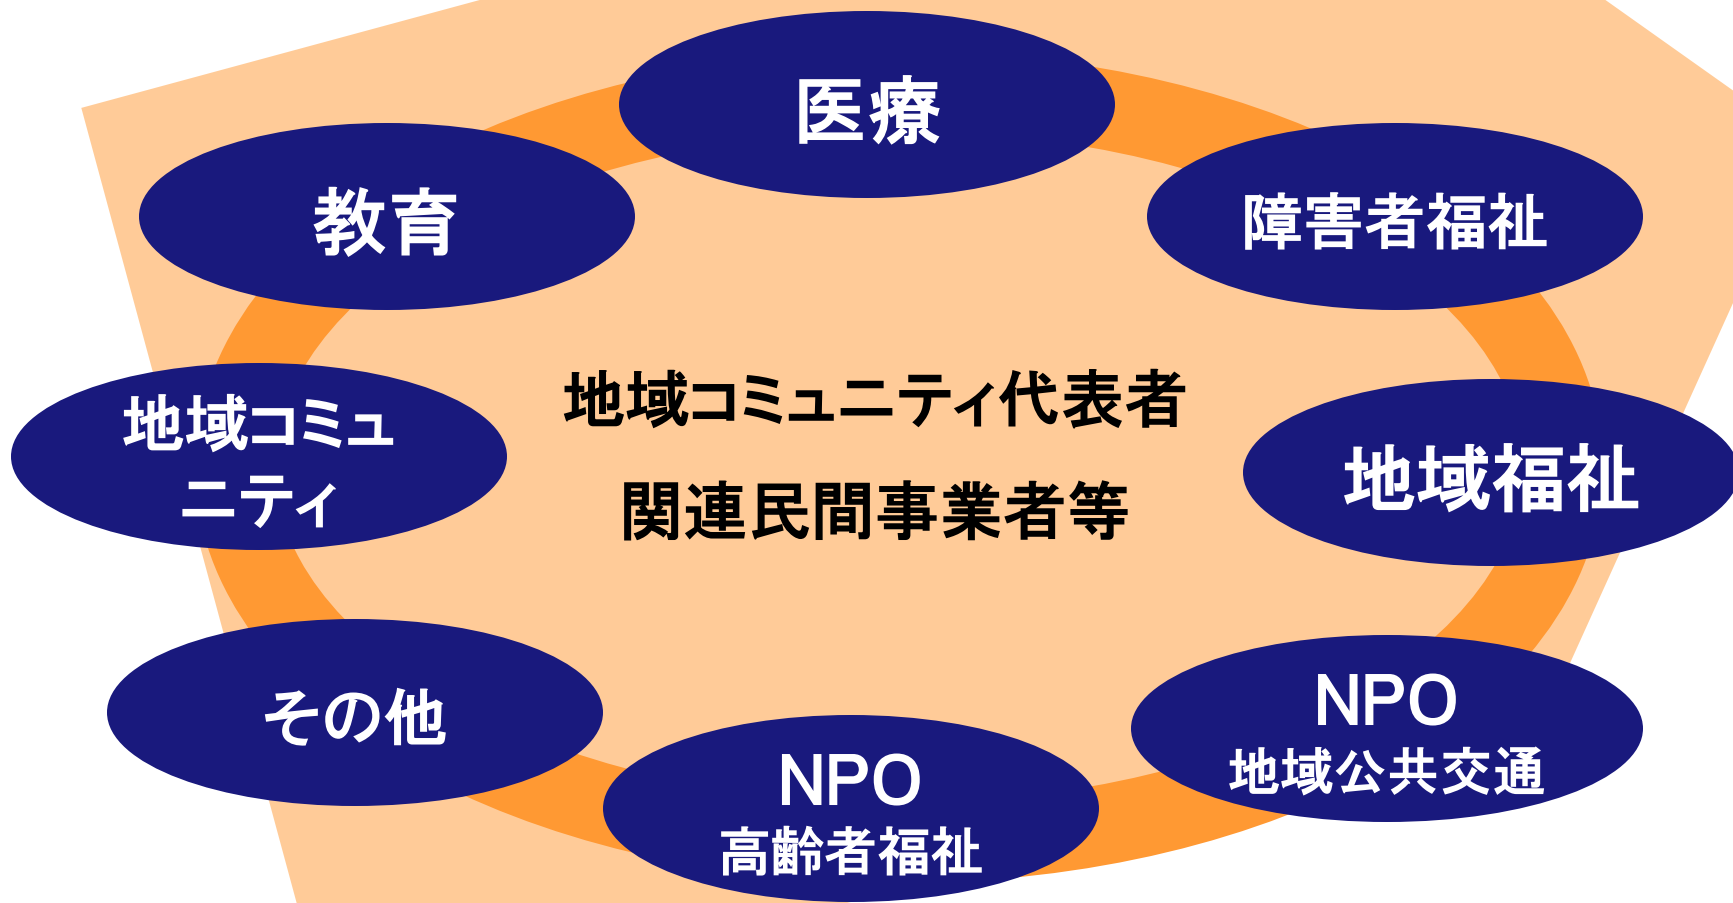 医療
教育
障害者福祉
地域コミュニティ代表者
関連民間事業者等
地域コミュ
ニティ
地域福祉
その他
NPO
地域公共交通
NPO
高齢者福祉